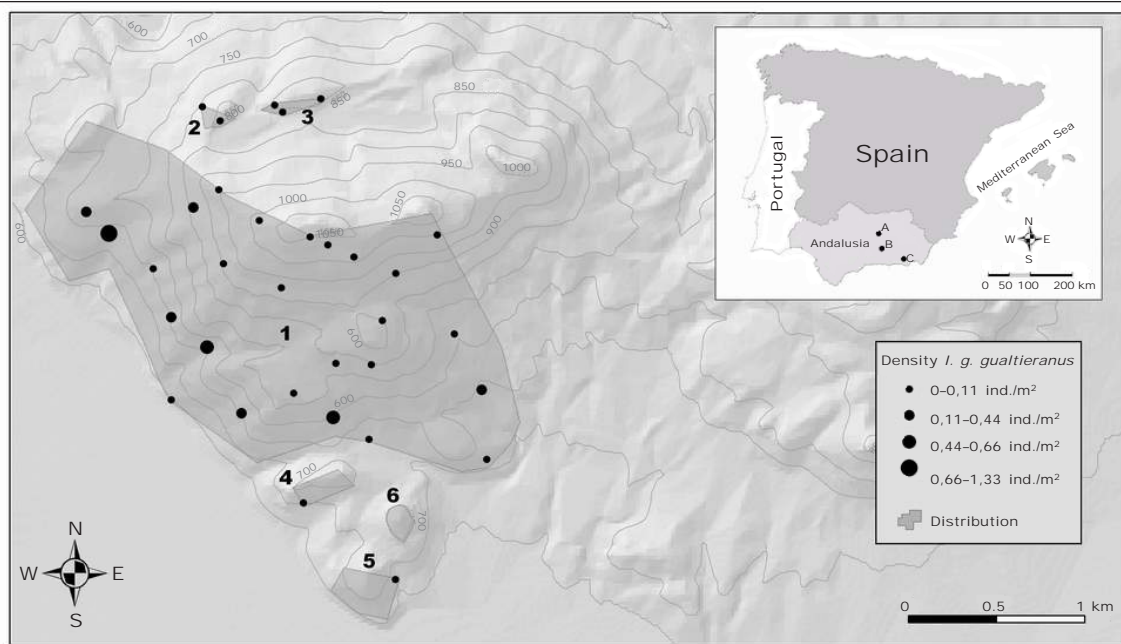 600
700
750
800
850
850
950
1000
1000
1050
1050
900
600
600
600
700
700
2
3
1
4
6
5
N
W E
S
Portugal
Spain
Mediterranean Sea
Andalusia
A
B
C
N
W E
S
0 50 100 200 km
Density I. g. gualtieranus
0–0,11 ind./m²
0,11–0,44 ind./m²
0,44–0,66 ind./m²
0,66–1,33 ind./m²
Distribution
0 0.5 1 km